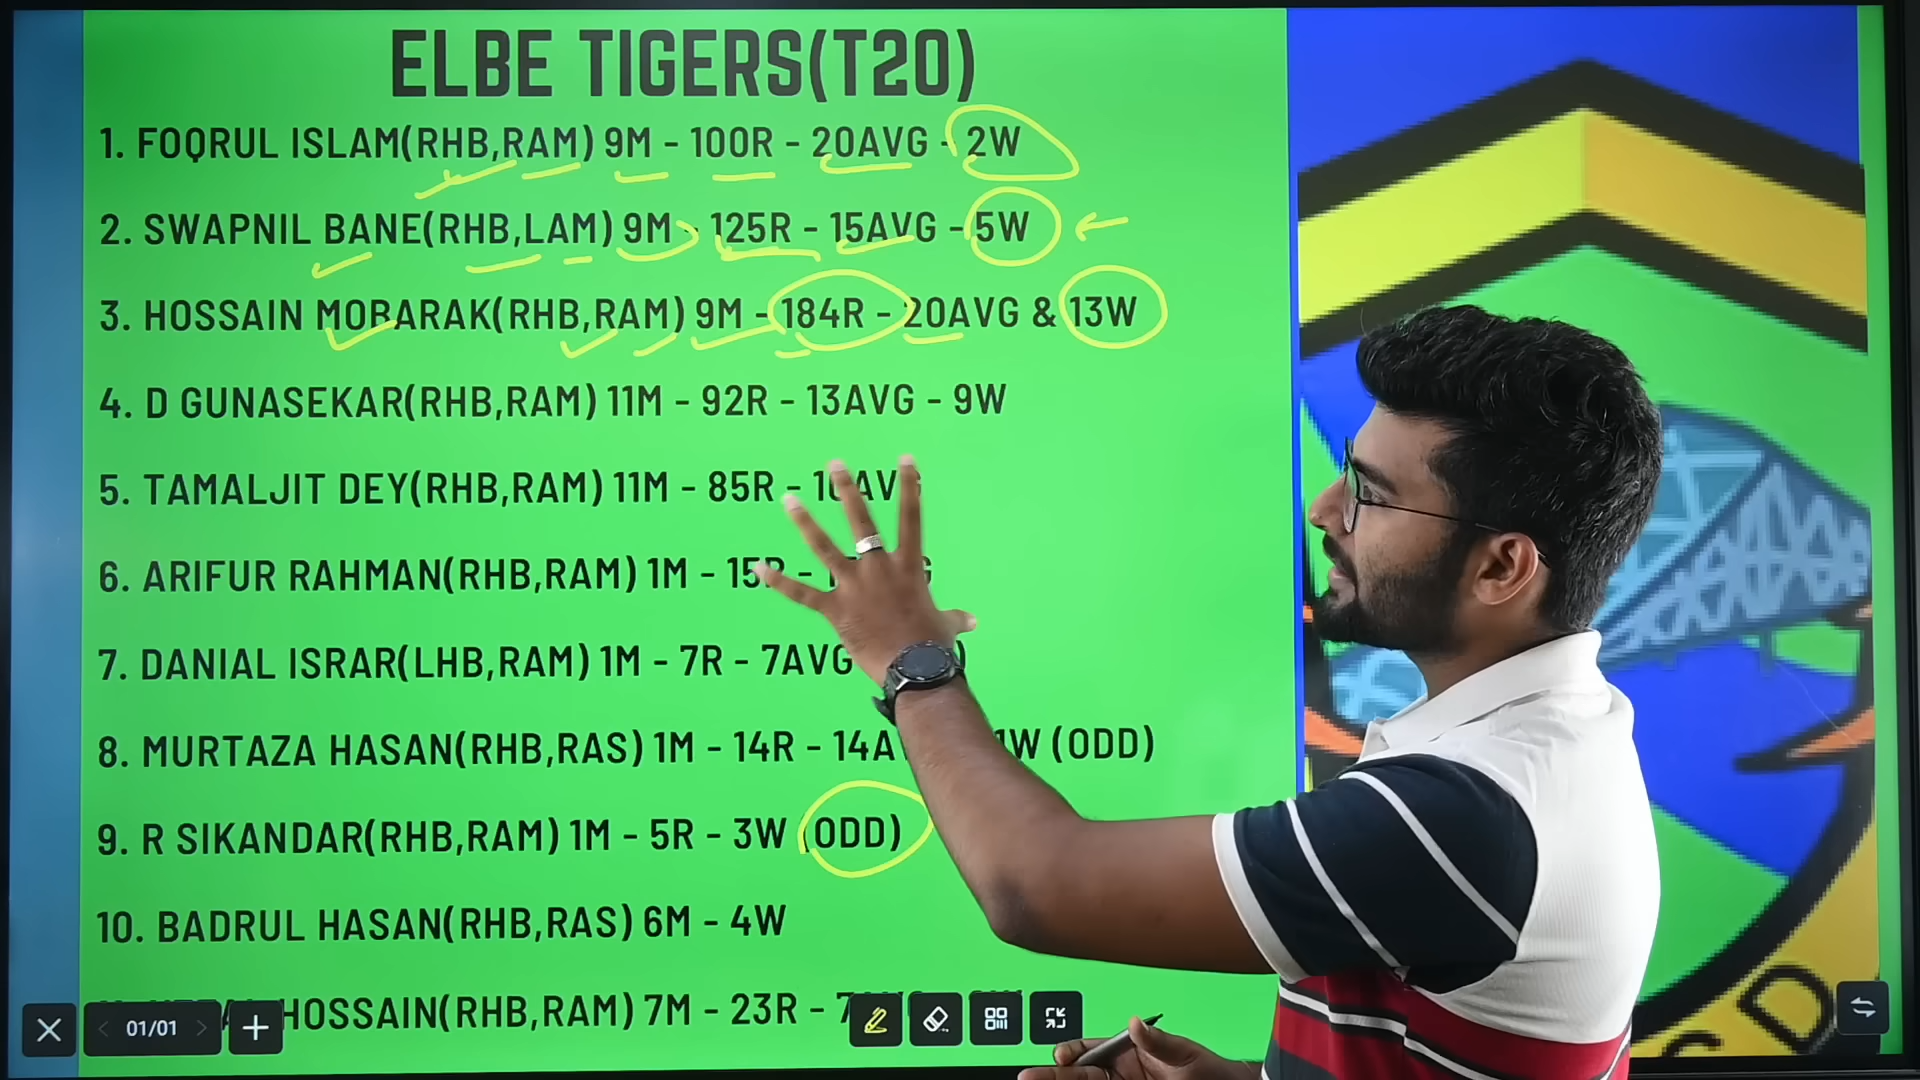 ELBE TIGERS(T20)
1. FOQRUL ISLAM(RHB,RAM) 9M - 100R - 20AVG - 2W
2. SWAPNIL BANE(RHB,LAM) 9M - 125R - 15AVG - 5W
3. HOSSAIN MOBARAK(RHB,RAM) 9M - 184R - 20AVG & 13W
4. D GUNASEKAR(RHB,RAM) 11M - 92R - 13AVG - 9W
5. TAMALJIT DEY(RHB,RAM) 11M - 85R -
6. ARIFUR RAHMAN(RHB,RAM) 1M - 15R -
7. DANIAL ISRAR(LHB,RAM) 1M - 7R - 7AVG
8. MURTAZA HASAN(RHB,RAS) 1M - 14R - 1W (ODD)
9. R SIKANDAR(RHB,RAM) 1M - 5R - 3W (ODD)
10. BADRUL HASAN(RHB,RAS) 6M - 4W
HOSSAIN(RHB,RAM) 7M - 23R -
01/01